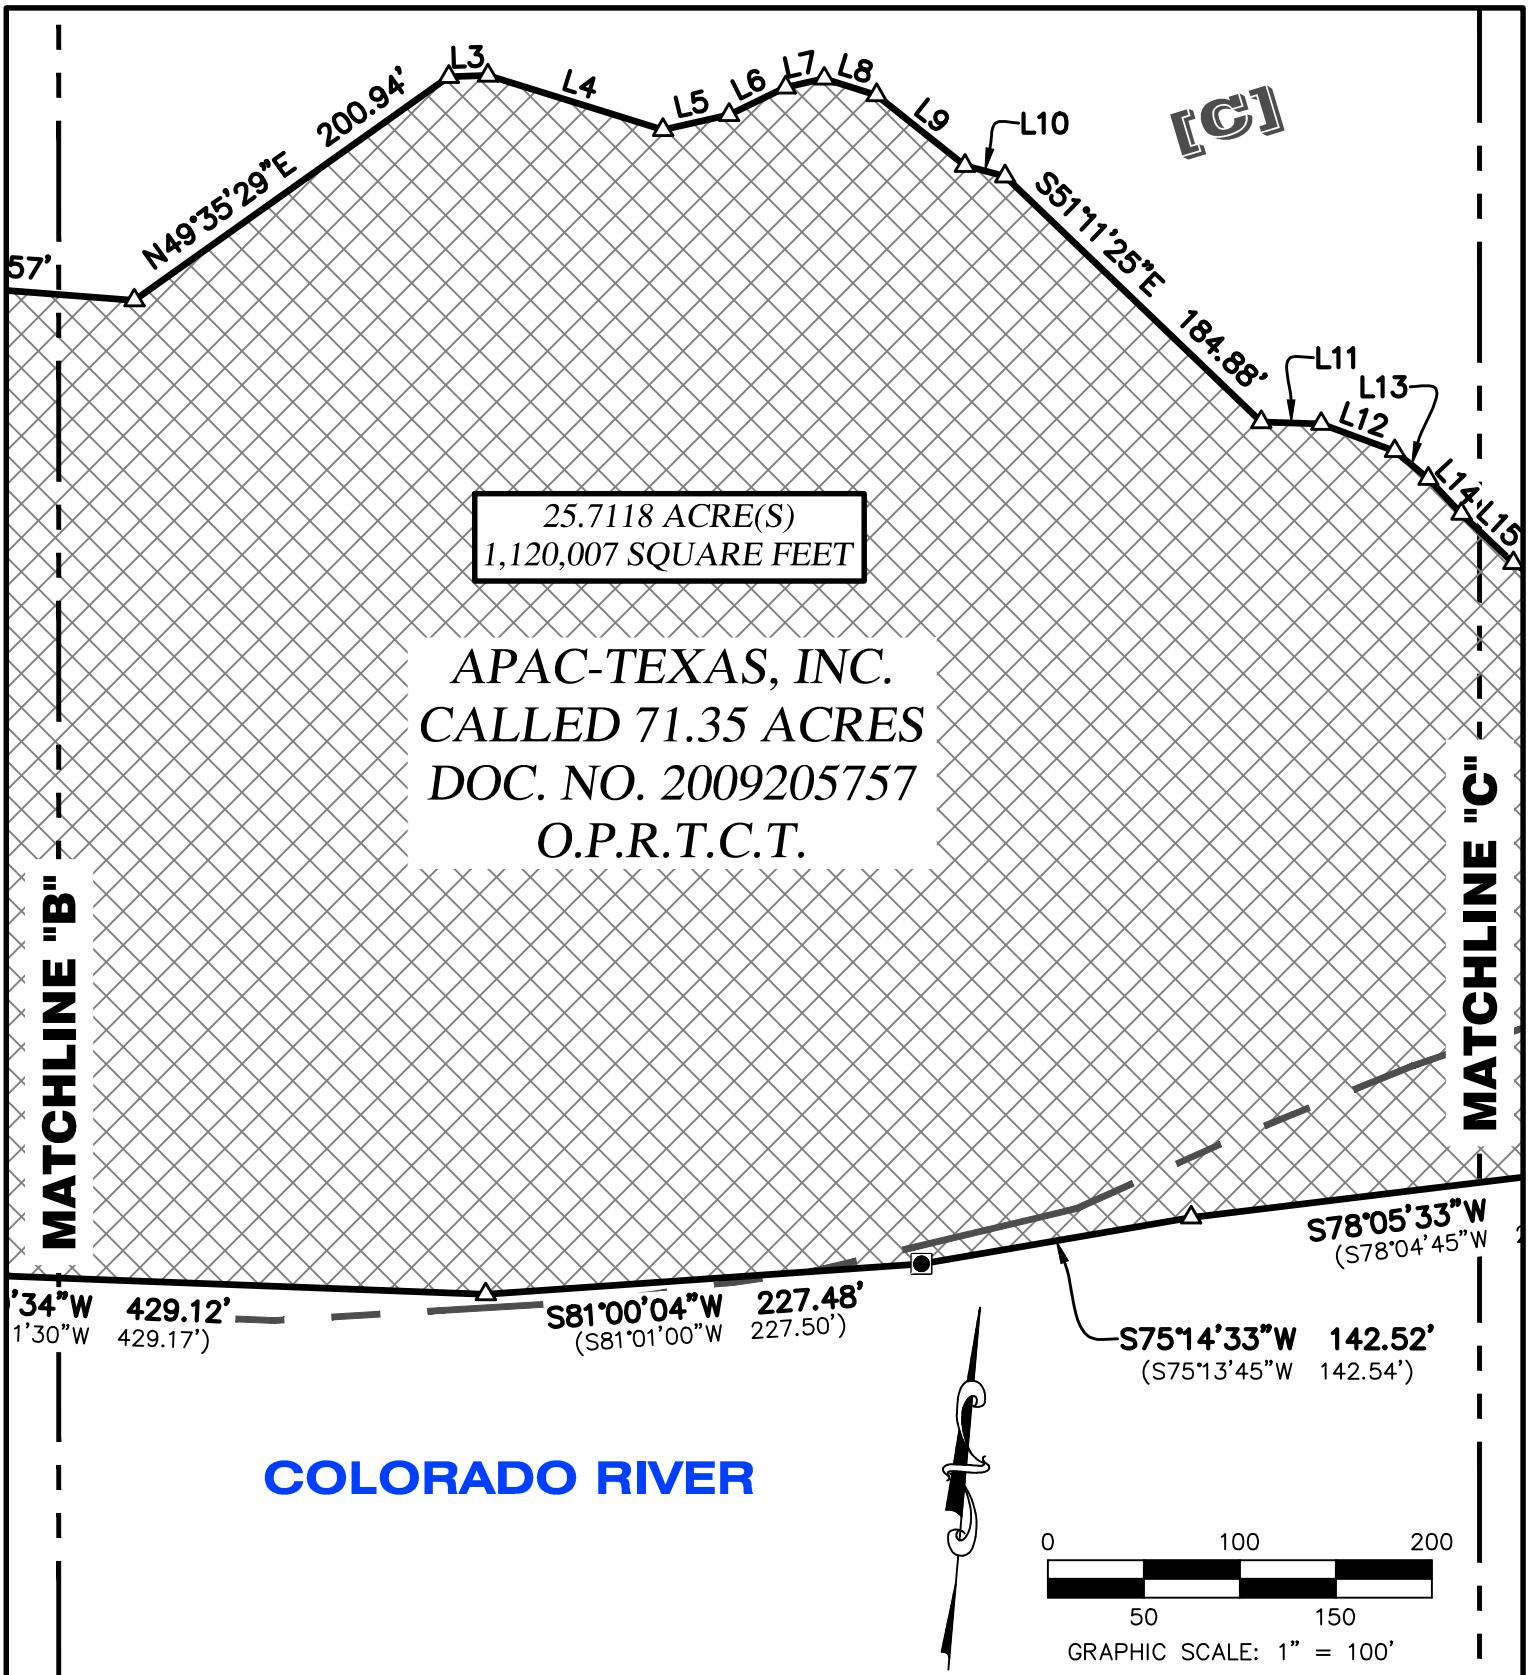 L3
L4
L5
L6
L7
L8
L9
L10
[C]
N49°35'29"E 200.94'
57'
S51°11'25"E 184.88'
L11
L13
L12
L14
L15
25.7118 ACRE(S)
1,120,007 SQUARE FEET
APAC-TEXAS, INC.
CALLED 71.35 ACRES
DOC. NO. 2009205757
O.P.R.T.C.T.
MATCHLINE "B"
MATCHLINE "C"
'34"W 429.12'
1'30"W 429.17')
S81°00'04"W 227.48'
(S81°01'00"W 227.50')
S78°05'33"W
(S78°04'45"W
S75°14'33"W 142.52'
(S75°13'45"W 142.54')
COLORADO RIVER
0 100 200
50 150
GRAPHIC SCALE: 1" = 100'